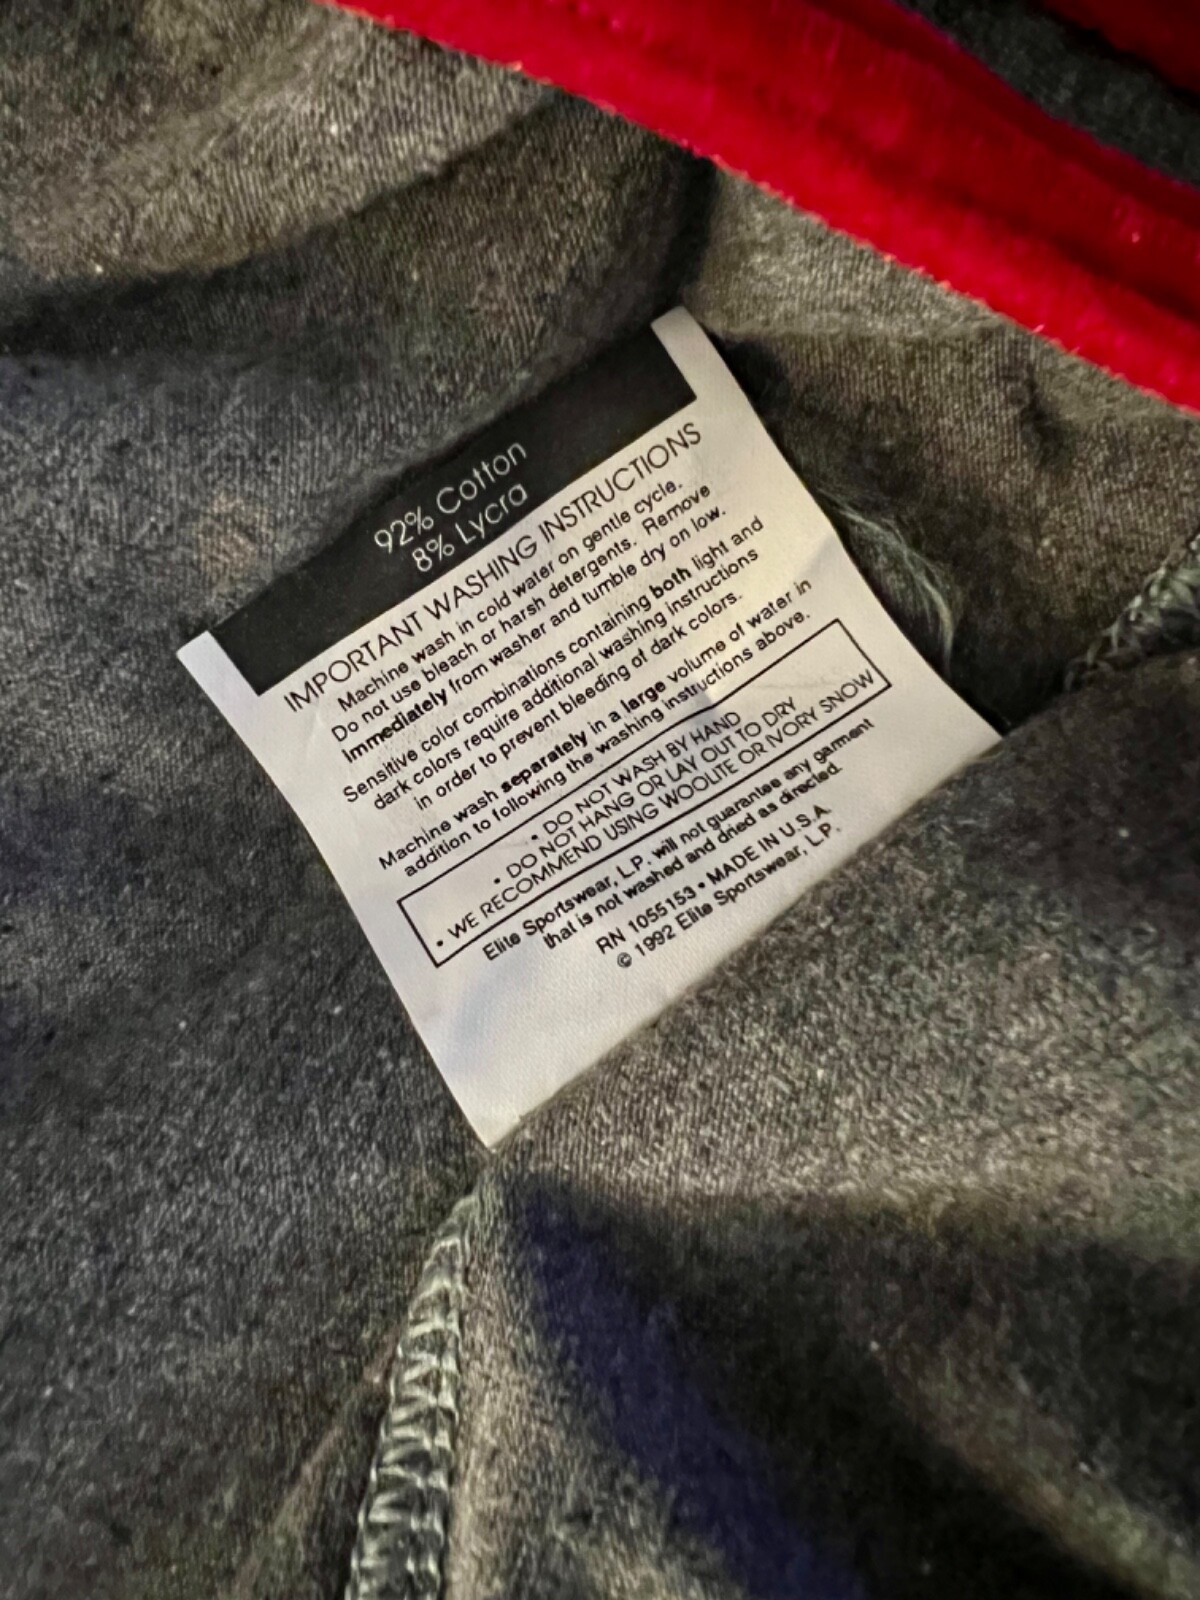 92% Cotton
8% Lycra
IMPORTANT WASHING INSTRUCTIONS
Machine wash in cold water on gentle cycle.
Do not use bleach or harsh detergents. Remove
immediately from washer and tumble dry on low.
Sensitive color combinations containing both light and
dark colors require additional washing instructions
in order to prevent bleeding of dark colors.
Machine wash separately in a large volume of water in
addition to following the washing instructions above.
• DO NOT WASH BY HAND
• DO NOT HANG OR LAY OUT TO DRY
• WE RECOMMEND USING WOOLITE OR IVORY SNOW
Elite Sportswear, L.P. will not guarantee any garment
that is not washed and dried as directed.
RN 1055153 • MADE IN U.S.A.
© 1992 Elite Sportswear, L.P.